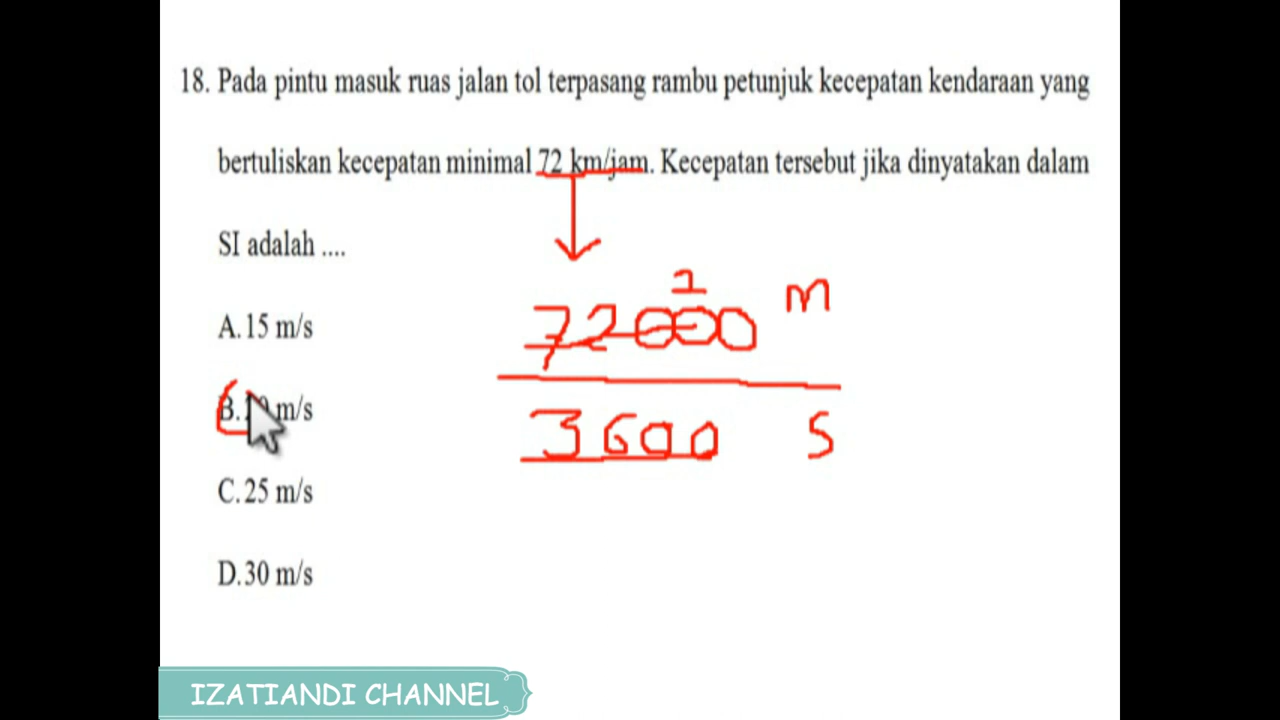 18. Pada pintu masuk ruas jalan tol terpasang rambu petunjuk kecepatan kendaraan yang
bertuliskan kecepatan minimal 72 km/jam. Kecepatan tersebut jika dinyatakan dalam
SI adalah ....
A. 15 m/s
2
72000 m
B. m/s
3600 S
C. 25 m/s
D. 30 m/s
IZATIANDI CHANNEL